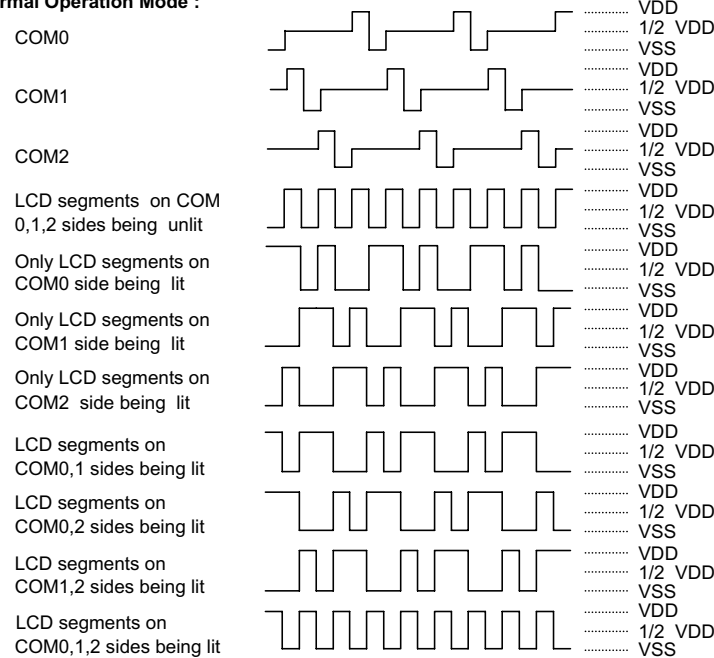 rmal Operation Mode :
COM0
VDD
1/2 VDD
VSS
COM1
VDD
1/2 VDD
VSS
COM2
VDD
1/2 VDD
VSS
LCD segments on COM
0,1,2 sides being unlit
VDD
1/2 VDD
VSS
Only LCD segments on
COM0 side being lit
VDD
1/2 VDD
VSS
Only LCD segments on
COM1 side being lit
VDD
1/2 VDD
VSS
Only LCD segments on
COM2 side being lit
VDD
1/2 VDD
VSS
LCD segments on
COM0,1 sides being lit
VDD
1/2 VDD
VSS
LCD segments on
COM0,2 sides being lit
VDD
1/2 VDD
VSS
LCD segments on
COM1,2 sides being lit
VDD
1/2 VDD
VSS
LCD segments on
COM0,1,2 sides being lit
VDD
1/2 VDD
VSS